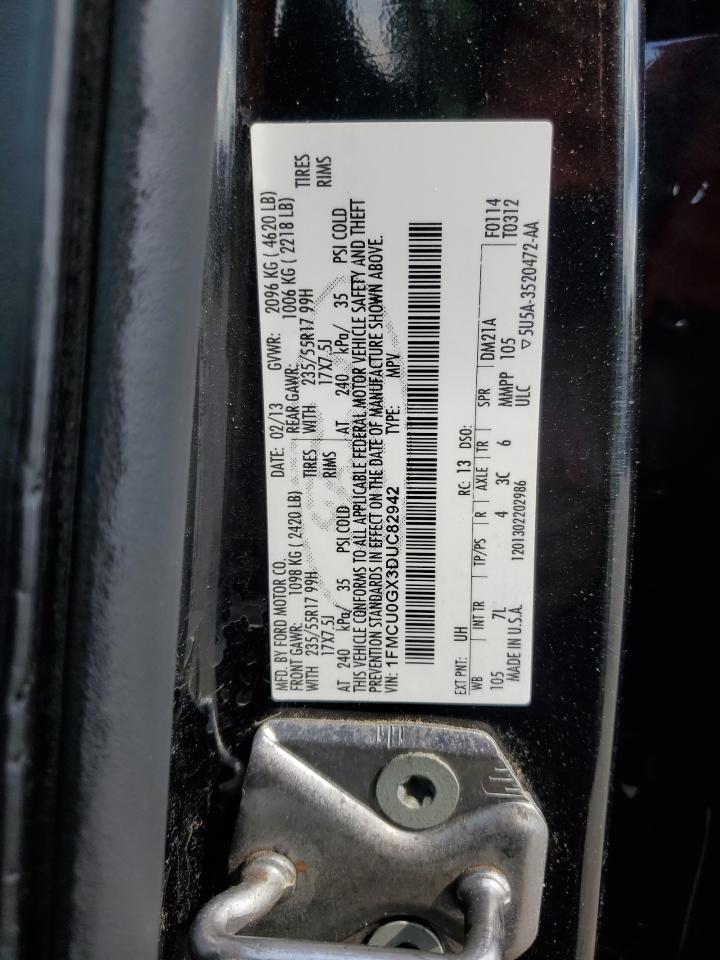 MFD. BY FORD MOTOR CO.
DATE: 02/13 GVWR: 2096 KG ( 4620 LB)
FRONT GAWR: 1098 KG ( 2420 LB) REAR GAWR: 1006 KG ( 2218 LB)
WITH 235/55R17 99H TIRES WITH 235/55R17 99H TIRES
17X7.5J RIMS 17X7.5J RIMS
AT 240 kPa/ 35 PSI COLD AT 240 kPa/ 35 PSI COLD
THIS VEHICLE CONFORMS TO ALL APPLICABLE FEDERAL MOTOR VEHICLE SAFETY AND THEFT
PREVENTION STANDARDS IN EFFECT ON THE DATE OF MANUFACTURE SHOWN ABOVE.
VIN: 1FMCU0GX3DUC82942 TYPE: MPV
EXT PNT: UH RC: 13 DSO: F0114
WB INT TR TP/PS R AXLE TR SPR DM21A T0312
105 7L 4 3C 6 MMPP 105
MADE IN U.S.A. 1201302202986 ULC ▽5U5A-3520472-AA